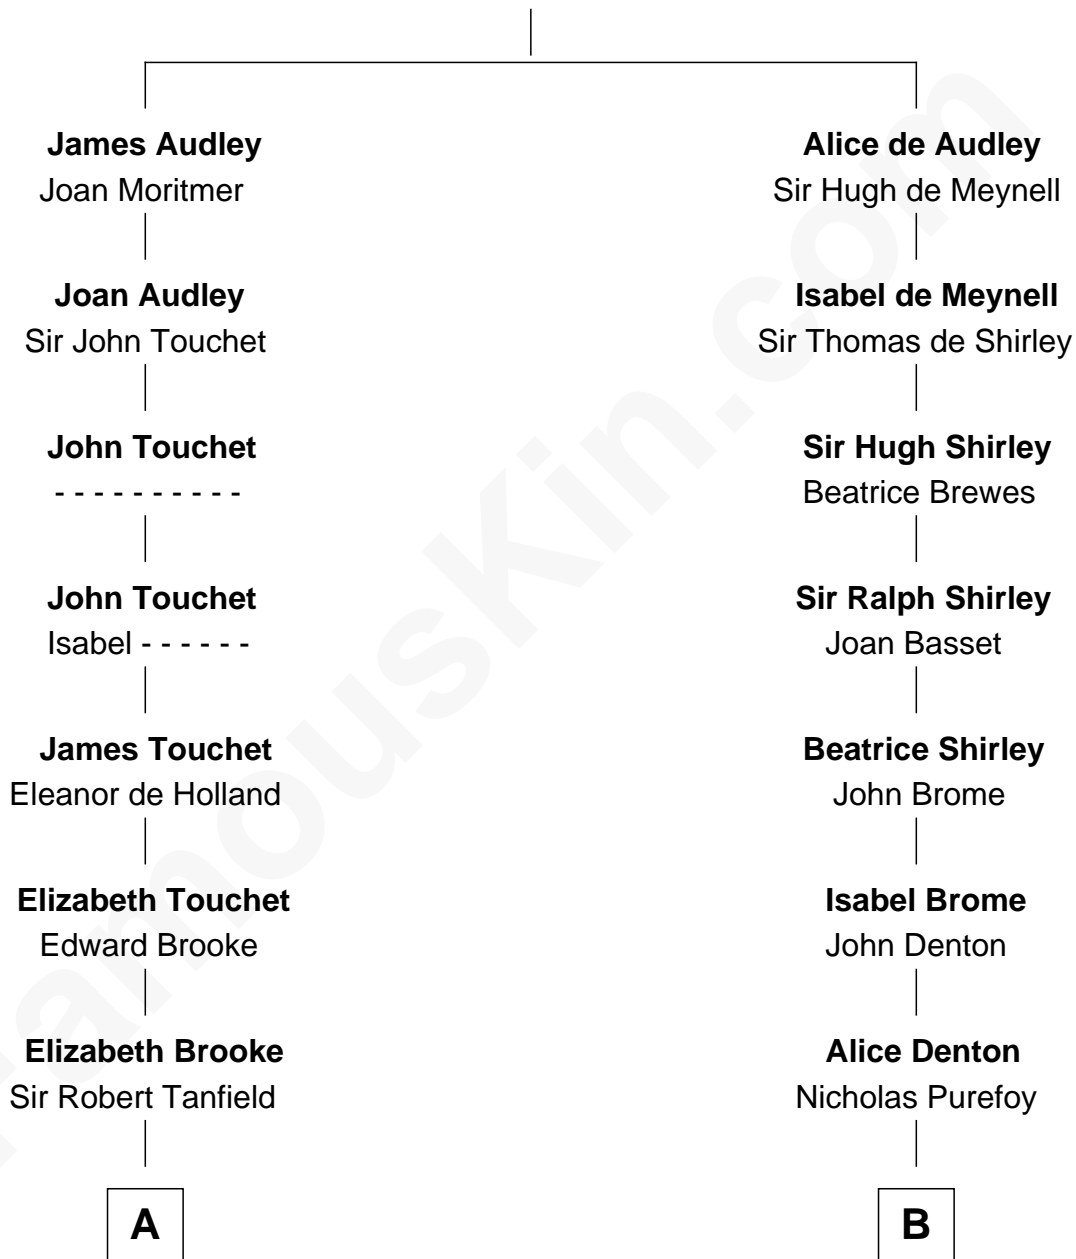 James Audley
Joan Moritmer
Joan Audley
Sir John Touchet
John Touchet
- - - - - - - - - -
John Touchet
Isabel - - - - - -
James Touchet
Eleanor de Holland
Elizabeth Touchet
Edward Brooke
Elizabeth Brooke
Sir Robert Tanfield
A
Alice de Audley
Sir Hugh de Meynell
Isabel de Meynell
Sir Thomas de Shirley
Sir Hugh Shirley
Beatrice Brewes
Sir Ralph Shirley
Joan Basset
Beatrice Shirley
John Brome
Isabel Brome
John Denton
Alice Denton
Nicholas Purefoy
B
FamousKin.com